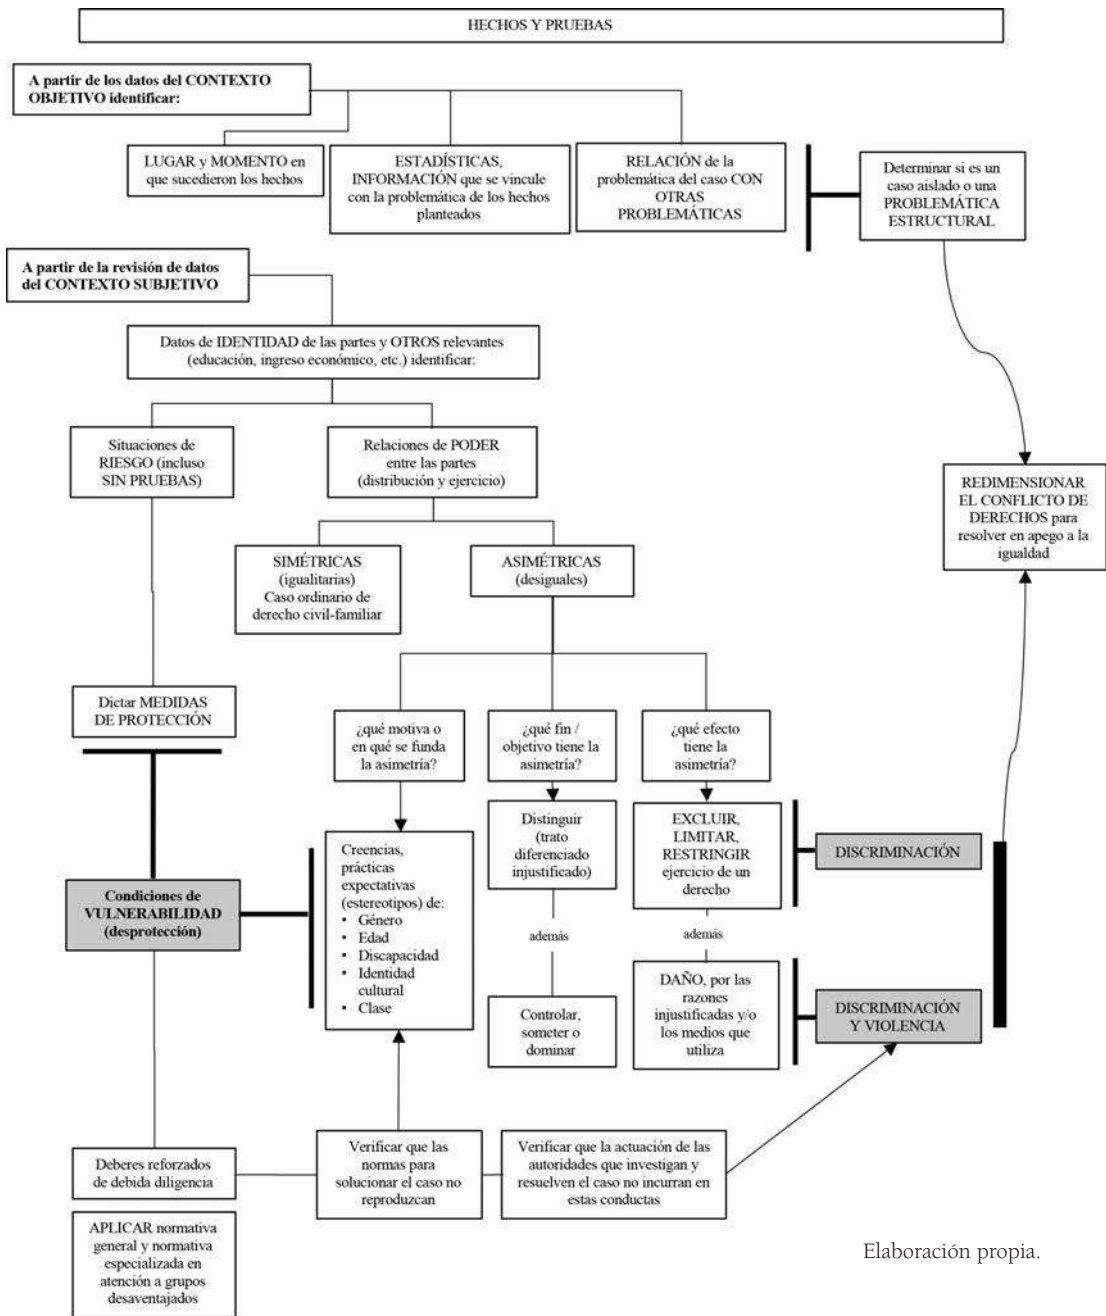 HECHOS Y PRUEBAS
A partir de los datos del CONTEXTO
OBJETIVO identificar:
LUGAR y MOMENTO en
que sucedieron los hechos
ESTADÍSTICAS,
INFORMACIÓN que se vincule
con la problemática de los hechos
planteados
RELACIÓN de la
problemática del caso CON
OTRAS
PROBLEMÁTICAS
Determinar si es un
caso aislado o una
PROBLEMÁTICA
ESTRUCTURAL
A partir de la revisión de datos
del CONTEXTO SUBJETIVO
Datos de IDENTIDAD de las partes y OTROS relevantes
(educación, ingreso económico, etc.) identificar:
Situaciones de
RIESGO (incluso
SIN PRUEBAS)
Relaciones de PODER
entre las partes
(distribución y ejercicio)
REDIMENSIONAR
EL CONFLICTO DE
DERECHOS para
resolver en apego a la
igualdad
SIMÉTRICAS
(igualitarias)
Caso ordinario de
derecho civil-familiar
ASIMÉTRICAS
(desiguales)
Dictar MEDIDAS
DE PROTECCIÓN
¿qué motiva o
en qué se funda
la asimetría?
¿qué fin /
objetivo tiene la
asimetría?
¿qué efecto
tiene la
asimetría?
Creencias,
prácticas
expectativas
(estereotipos) de:
• Género
• Edad
• Discapacidad
• Identidad
cultural
• Clase
Distinguir
(trato
diferenciado
injustificado)
EXCLUIR,
LIMITAR,
RESTRINGIR
ejercicio de un
derecho
DISCRIMINACIÓN
Condiciones de
VULNERABILIDAD
(desprotección)
además
además
Controlar,
someter o
dominar
DAÑO, por las
razones
injustificadas y/o
los medios que
utiliza
DISCRIMINACIÓN
Y VIOLENCIA
Deberes reforzados
de debida diligencia
Verificar que las
normas para
solucionar el caso no
reproduzcan
Verificar que la actuación de las
autoridades que investigan y
resuelven el caso no incurran en
estas conductas
APLICAR normativa
general y normativa
especializada en
atención a grupos
desaventajados
Elaboración propia.